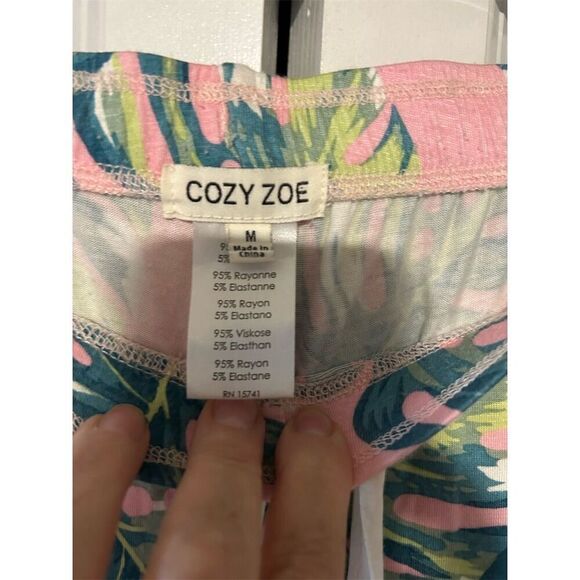 COZY ZOE
M
Made in
China
5%
95% Rayonne
5% Elastanne
95% Rayon
5% Elastano
95% Viskose
5% Elasthan
95% Rayon
5% Elastane
RN 15741